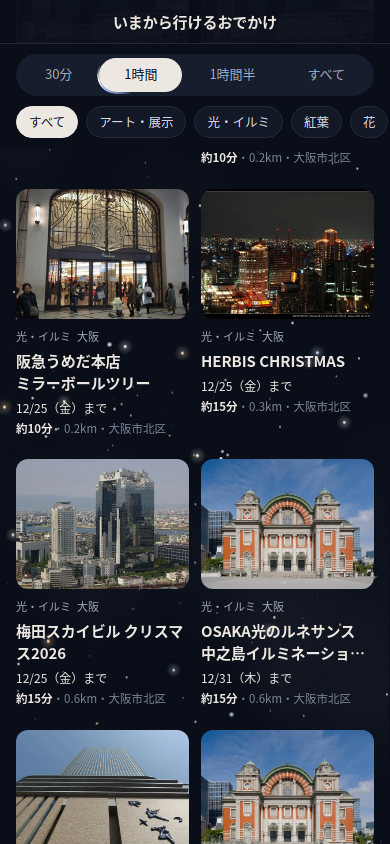 いまから行けるおでかけ
30分
1時間
1時間半
すべて
すべて
アート・展示
光・イルミ
紅葉
花
約10分・0.2km・大阪市北区
光・イルミ 大阪
阪急うめだ本店
ミラーボールツリー
12/25（金）まで
約10分・0.2km・大阪市北区
光・イルミ 大阪
HERBIS CHRISTMAS
12/25（金）まで
約15分・0.3km・大阪市北区
光・イルミ 大阪
梅田スカイビル クリスマ
ス2026
12/25（金）まで
約15分・0.6km・大阪市北区
光・イルミ 大阪
OSAKA光のルネサンス
中之島イルミネーショ…
12/31（木）まで
約15分・0.6km・大阪市北区